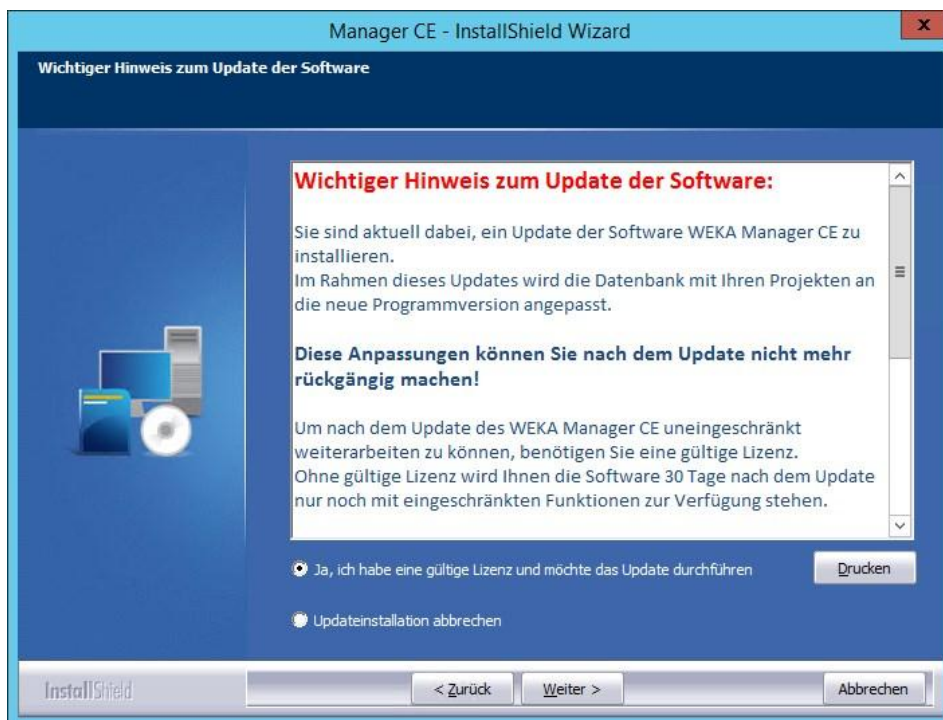 Manager CE - InstallShield Wizard
x
Wichtiger Hinweis zum Update der Software
Wichtiger Hinweis zum Update der Software:
Sie sind aktuell dabei, ein Update der Software WEKA Manager CE zu
installieren.
Im Rahmen dieses Updates wird die Datenbank mit Ihren Projekten an
die neue Programmversion angepasst.
Diese Anpassungen können Sie nach dem Update nicht mehr
rückgängig machen!
Um nach dem Update des WEKA Manager CE uneingeschränkt
weiterarbeiten zu können, benötigen Sie eine gültige Lizenz.
Ohne gültige Lizenz wird Ihnen die Software 30 Tage nach dem Update
nur noch mit eingeschränkten Funktionen zur Verfügung stehen.
Ja, ich habe eine gültige Lizenz und möchte das Update durchführen
Drucken
Updateinstallation abbrechen
InstallShield
< Zurück
Weiter >
Abbrechen